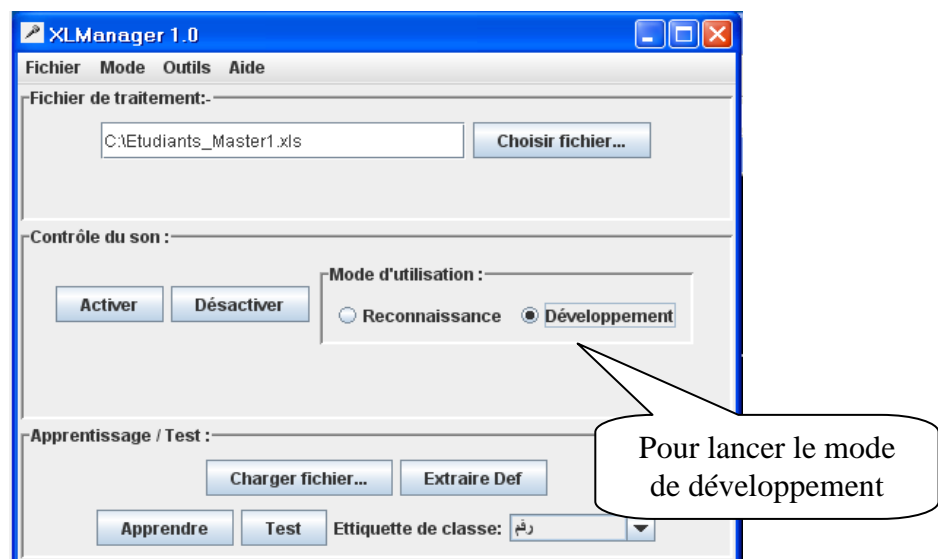 XLManager 1.0
Fichier Mode Outils Aide
Fichier de traitement:-
C:\Etudiants_Master1.xls Choisir fichier...
Contrôle du son :
Mode d'utilisation :
Activer Désactiver
Reconnaissance Développement
Apprentissage / Test :
Charger fichier... Extraire Def
Apprendre Test Ettiquette de classe: رقم
Pour lancer le mode
de développement